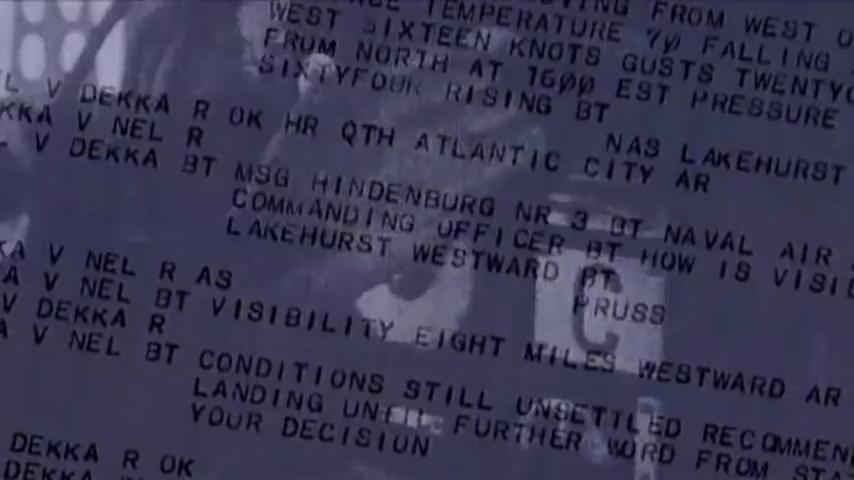 TEMPERATURE 70 FALLING FROM WEST
WEST SIXTEEN KNOTS GUSTS TWENTY
FROM NORTH AT 1600 EST PRESSURE
SIXTYFOUR RISING BT
NAS LAKEHURST
V DEKKA R OK HR QTH ATLANTIC CITY AR
KKA V NEL R
V DEKKA BT MSG HINDENBURG NR 3 BT NAVAL AIR
COMMANDING OFFICER BT HOW IS
LAKEHURST WESTWARD BT
PRUSS
KA V NEL R AS
A V NEL BT VISIBILITY EIGHT MILES WESTWARD AR
V DEKKA R
A V NEL BT CONDITIONS STILL UNSETTLED RECOMMEN
LANDING UNTIL FURTHER WORD FROM STA
YOUR DECISION
DEKKA R OK
DEKKA
C